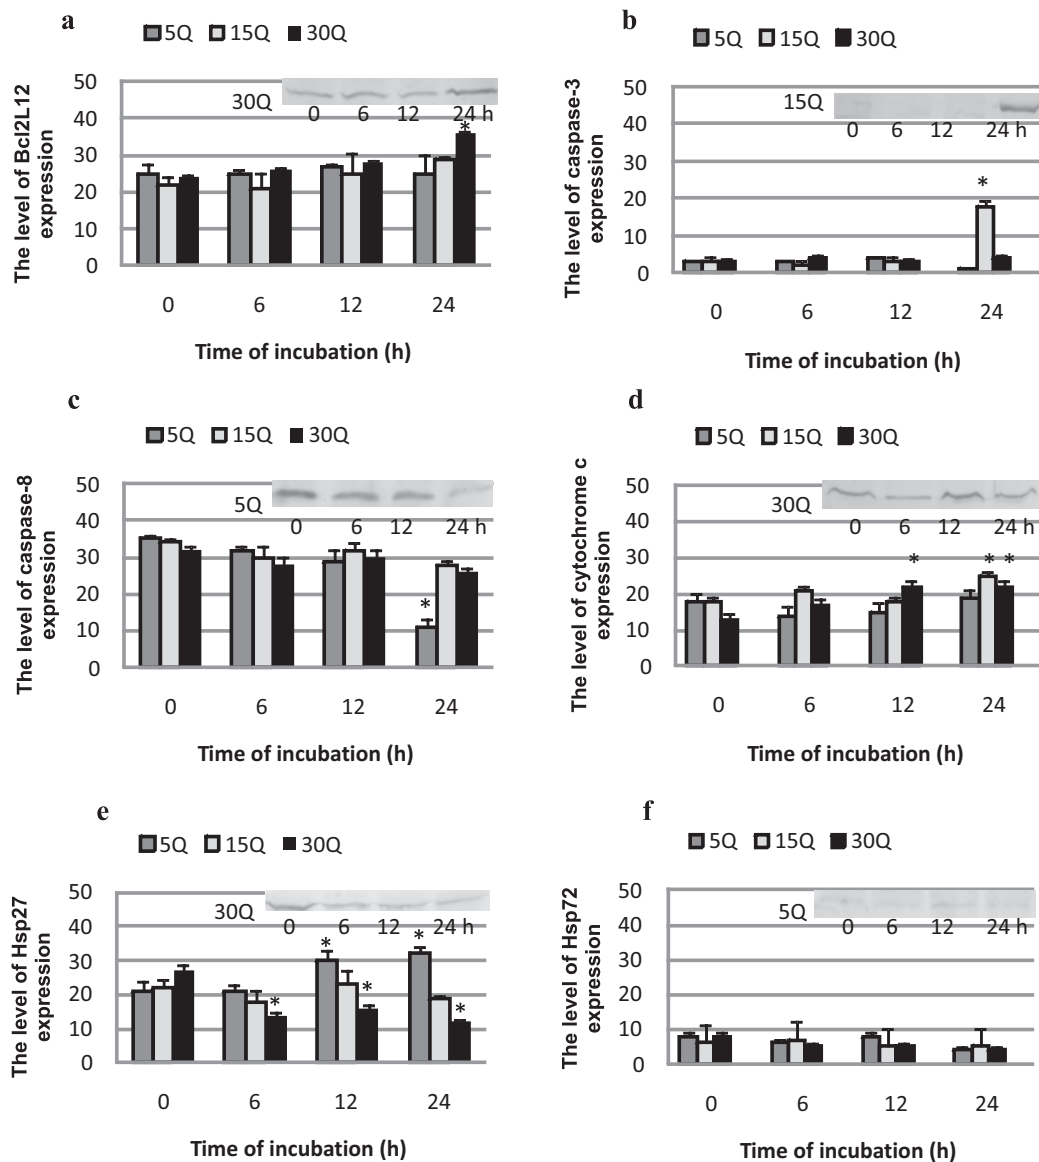 a
5Q 15Q 30Q
The level of Bcl2L12
expression
50
40
30
20
10
0
30Q
0 6 12 24 h
*
0 6 12 24
Time of incubation (h)
b
5Q 15Q 30Q
The level of caspase-3
expression
50
40
30
20
10
0
15Q
0 6 12 24 h
*
0 6 12 24
Time of incubation (h)
c
5Q 15Q 30Q
The level of caspase-8
expression
50
40
30
20
10
0
5Q
0 6 12 24 h
*
0 6 12 24
Time of incubation (h)
d
5Q 15Q 30Q
The level of cytochrome c
expression
50
40
30
20
10
0
30Q
0 6 12 24 h
* * *
0 6 12 24
Time of incubation (h)
e
5Q 15Q 30Q
The level of Hsp27
expression
50
40
30
20
10
0
30Q
0 6 12 24 h
* *
* * *
0 6 12 24
Time of incubation (h)
f
5Q 15Q 30Q
The level of Hsp72
expression
50
40
30
20
10
0
5Q
0 6 12 24 h
0 6 12 24
Time of incubation (h)